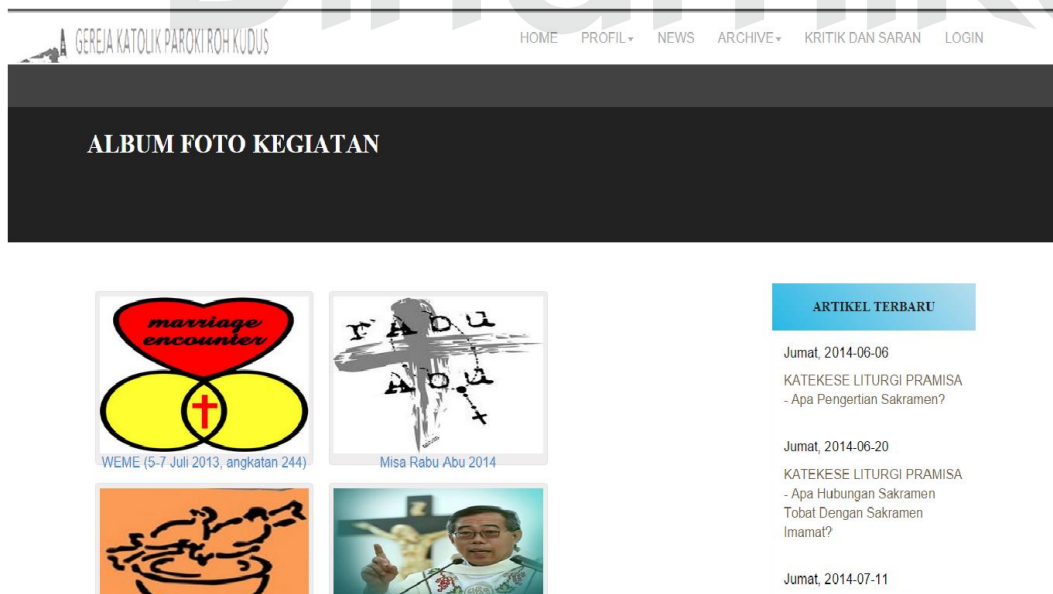 GEREJA KATOLIK PAROKI ROH KUDUS
HOME PROFIL NEWS ARCHIVE KRITIK DAN SARAN LOGIN
ALBUM FOTO KEGIATAN
marriage
encounter
WEME (5-7 Juli 2013, angkatan 244)
rAbu
Abu
Misa Rabu Abu 2014
ARTIKEL TERBARU
Jumat, 2014-06-06
KATEKESE LITURGI PRAMISA
- Apa Pengertian Sakramen?
Jumat, 2014-06-20
KATEKESE LITURGI PRAMISA
- Apa Hubungan Sakramen
Tobat Dengan Sakramen
Imamat?
Jumat, 2014-07-11